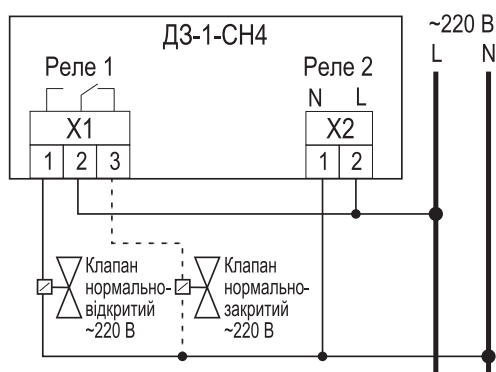 ДЗ-1-СН4
~220 В
L N
Реле 1
Реле 2
N L
X1
X2
1 2 3
1 2
Клапан
нормально-
відкритий
~220 В
Клапан
нормально-
закритий
~220 В